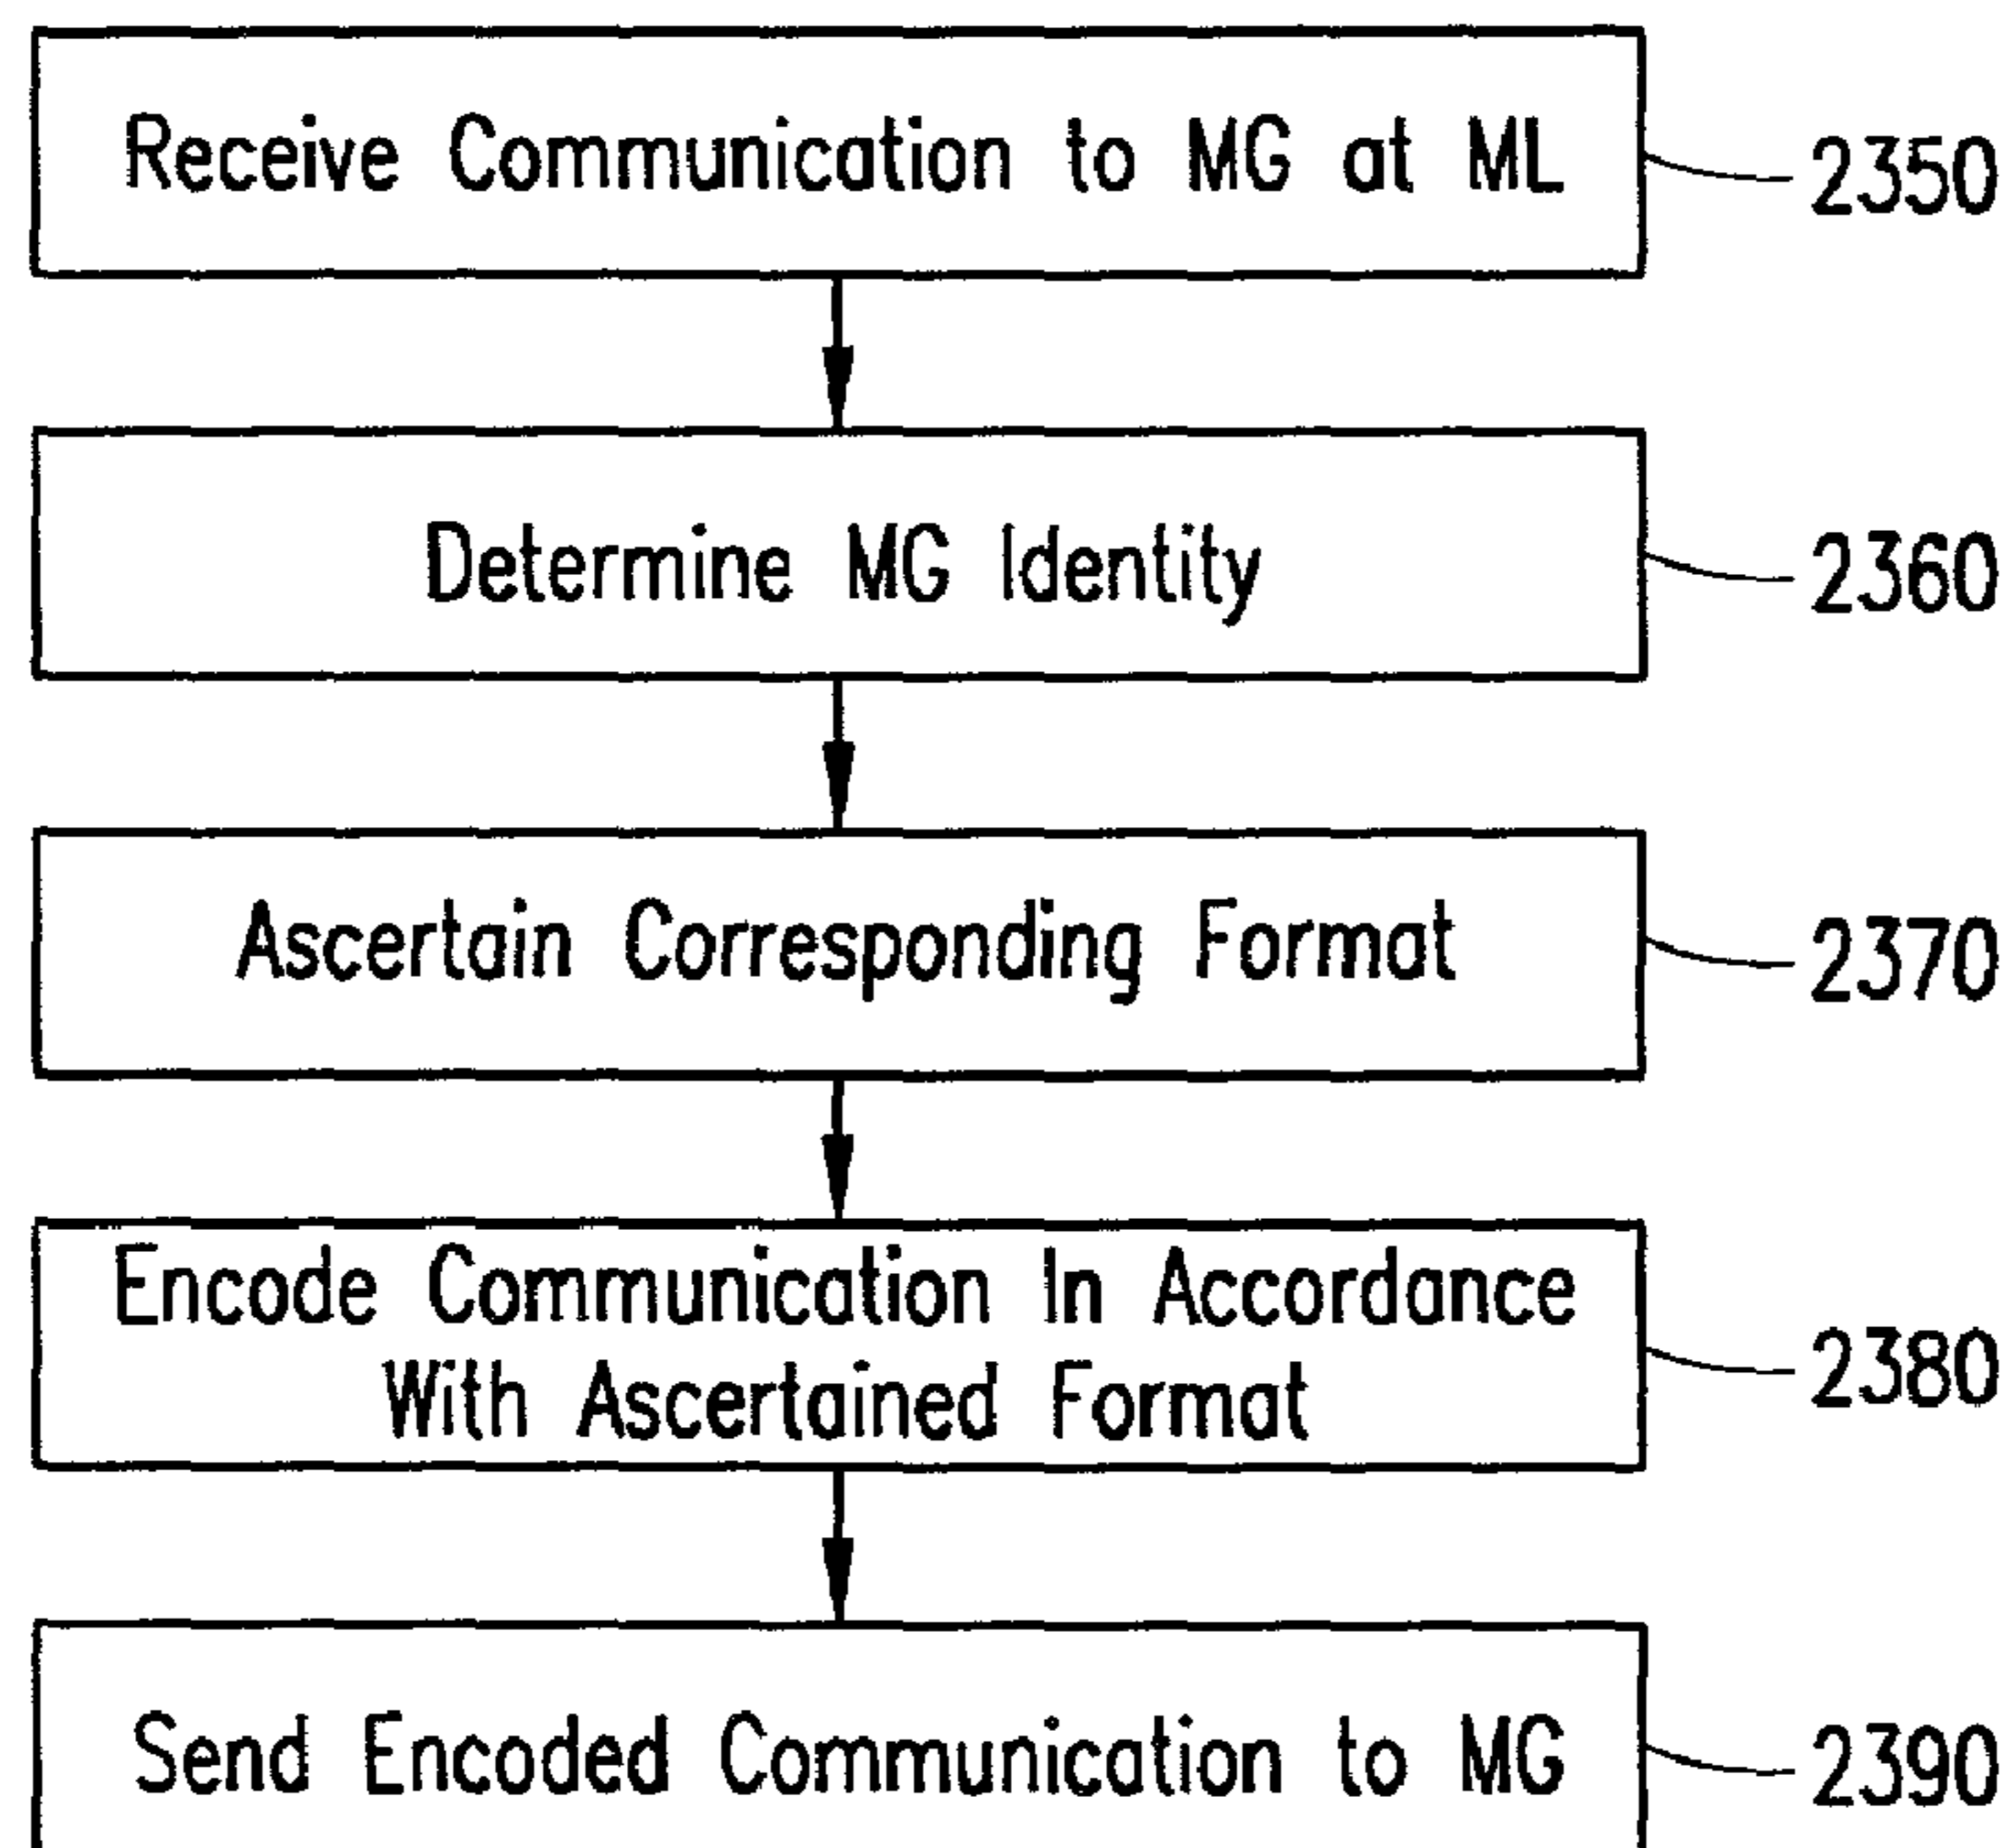 Receive Communication to MG at ML
2350
Determine MG Identity
2360
Ascertain Corresponding Format
2370
Encode Communication In Accordance
With Ascertained Format
2380
Send Encoded Communication to MG
2390